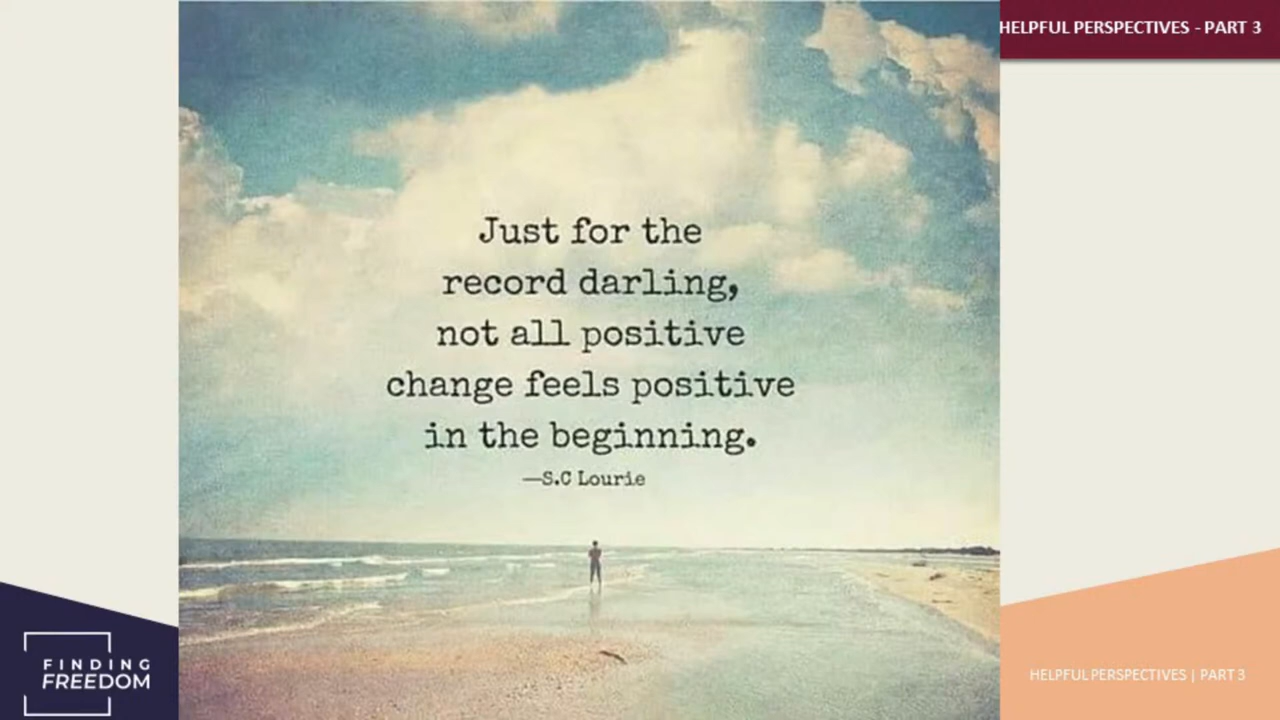 HELPFUL PERSPECTIVES - PART 3
Just for the
record darling,
not all positive
change feels positive
in the beginning.
—S.C Lourie
FINDING
FREEDOM
HELPFUL PERSPECTIVES | PART 3